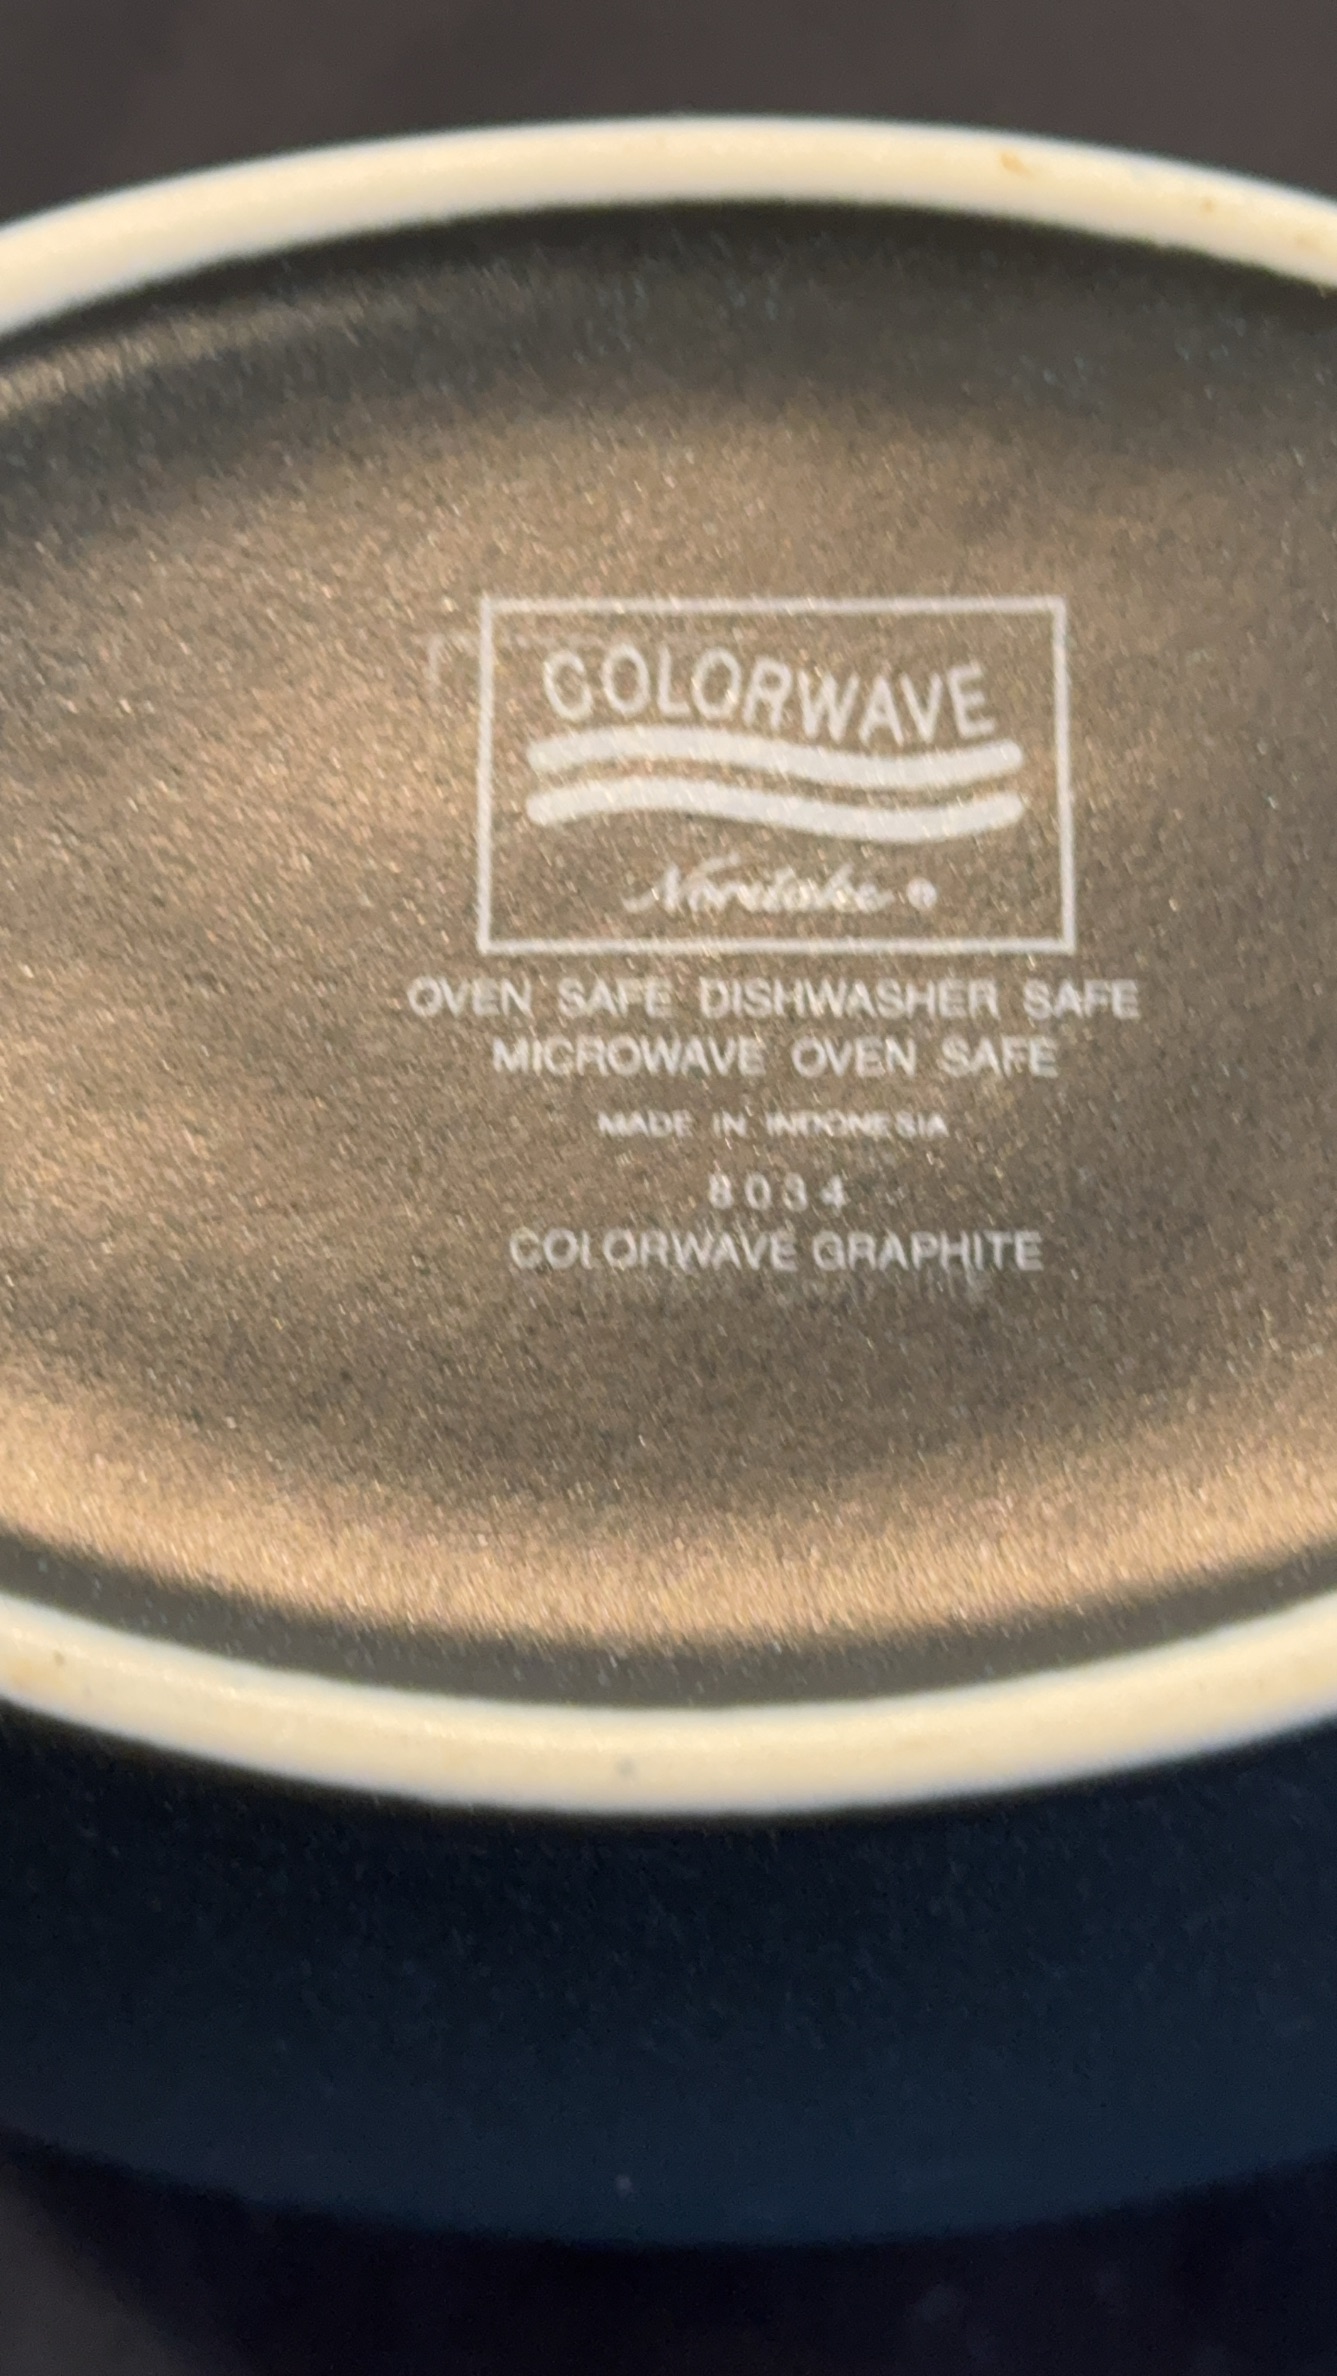 COLORWAVE
Noritake ®
OVEN SAFE DISHWASHER SAFE
MICROWAVE OVEN SAFE
MADE IN INDONESIA
8034
COLORWAVE GRAPHITE